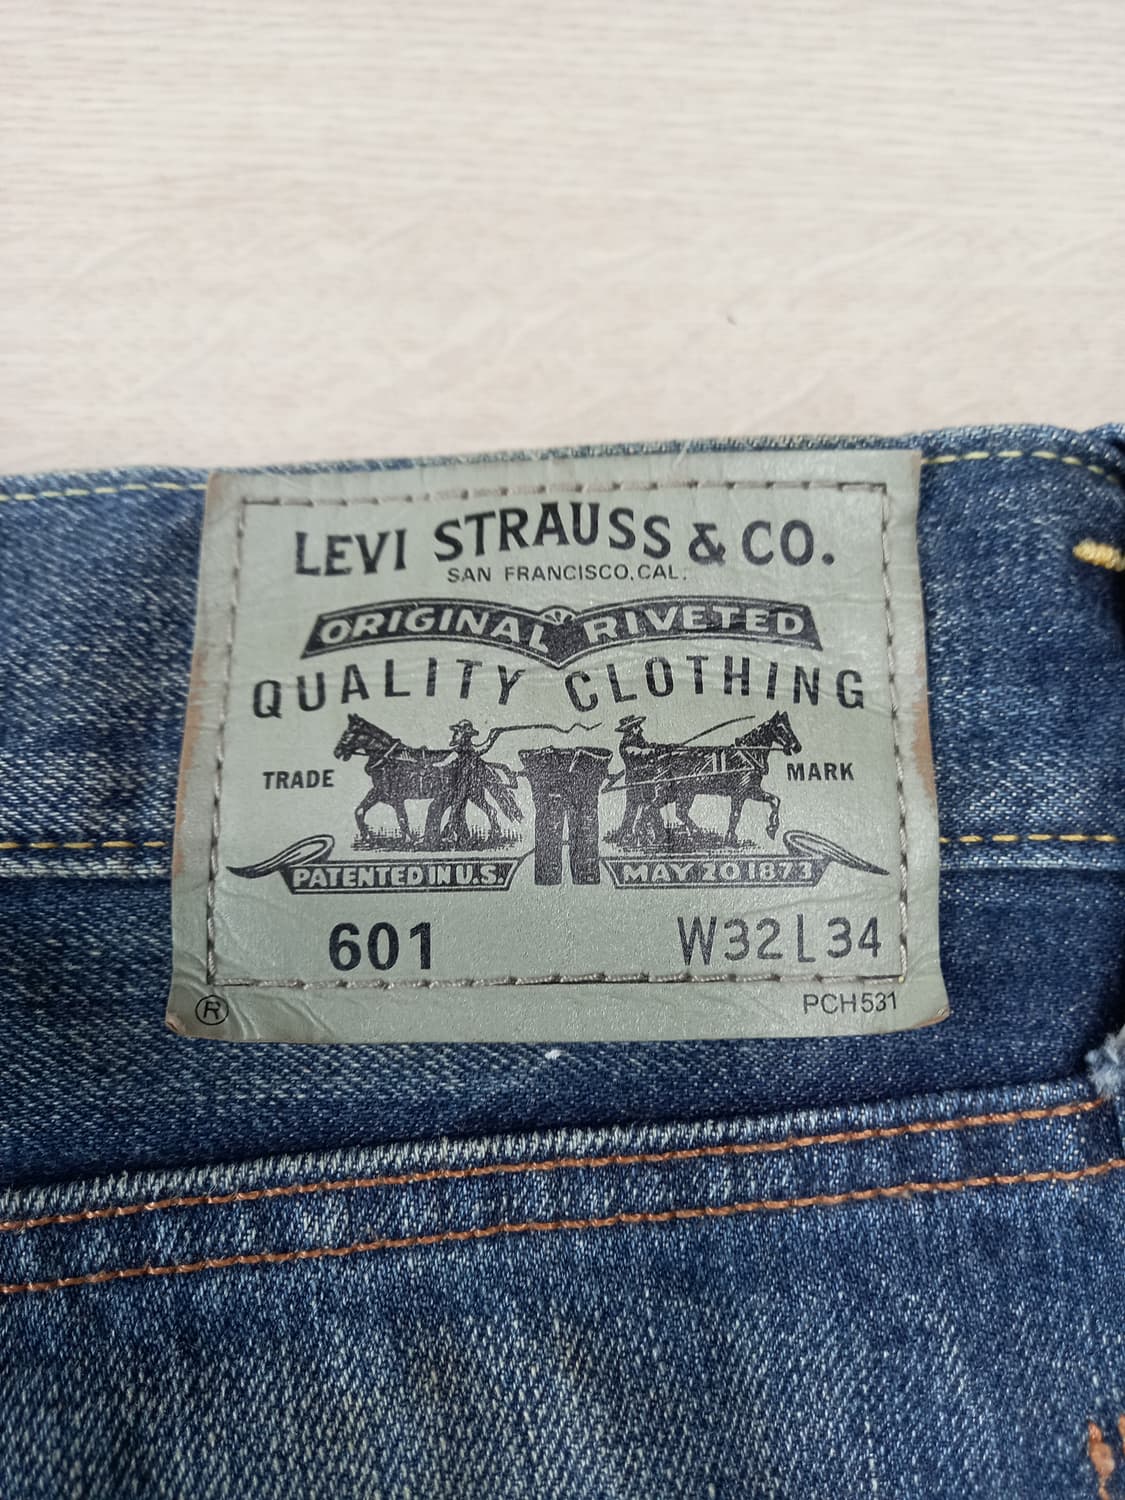 LEVI STRAUSS & CO.
SAN FRANCISCO, CAL.
ORIGINAL RIVETED
QUALITY CLOTHING
TRADE MARK
PATENTED IN U.S. MAY 20 1873
601 W32 L34
® PCH531